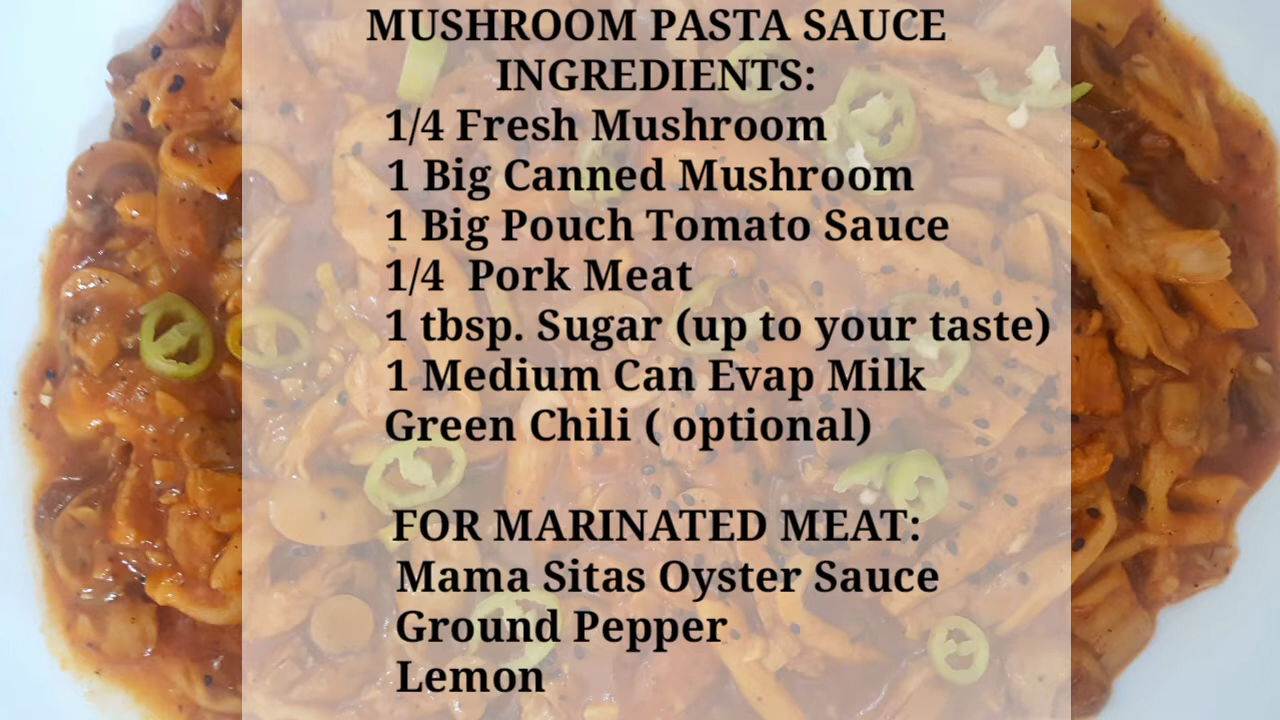 MUSHROOM PASTA SAUCE
INGREDIENTS:
1/4 Fresh Mushroom
1 Big Canned Mushroom
1 Big Pouch Tomato Sauce
1/4  Pork Meat
1 tbsp. Sugar (up to your taste)
1 Medium Can Evap Milk
Green Chili ( optional)
FOR MARINATED MEAT:
Mama Sitas Oyster Sauce
Ground Pepper
Lemon